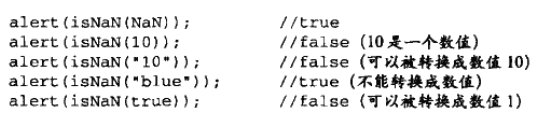 alert(isNaN(NaN));          //true
alert(isNaN(10));           //false (10是一个数值)
alert(isNaN("10"));         //false (可以被转换成数值 10)
alert(isNaN("blue"));       //true (不能转换成数值)
alert(isNaN(true));         //false (可以被转换成数值 1)